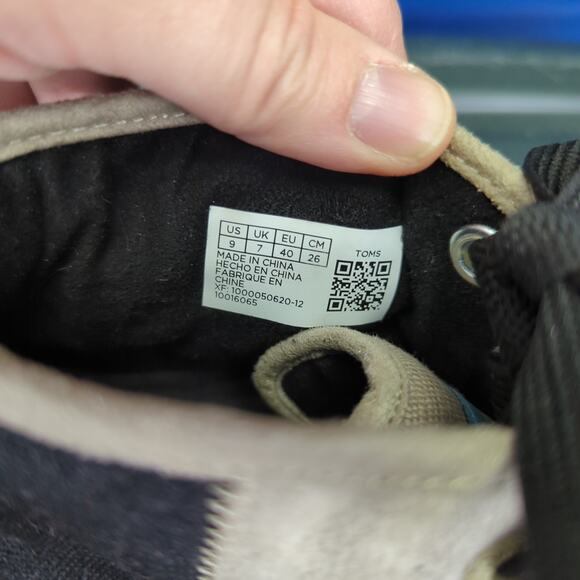 US UK EU CM
9 7 40 26
MADE IN CHINA
HECHO EN CHINA
FABRIQUE EN
CHINE
XF: 1000050620-12
10016065
TOMS